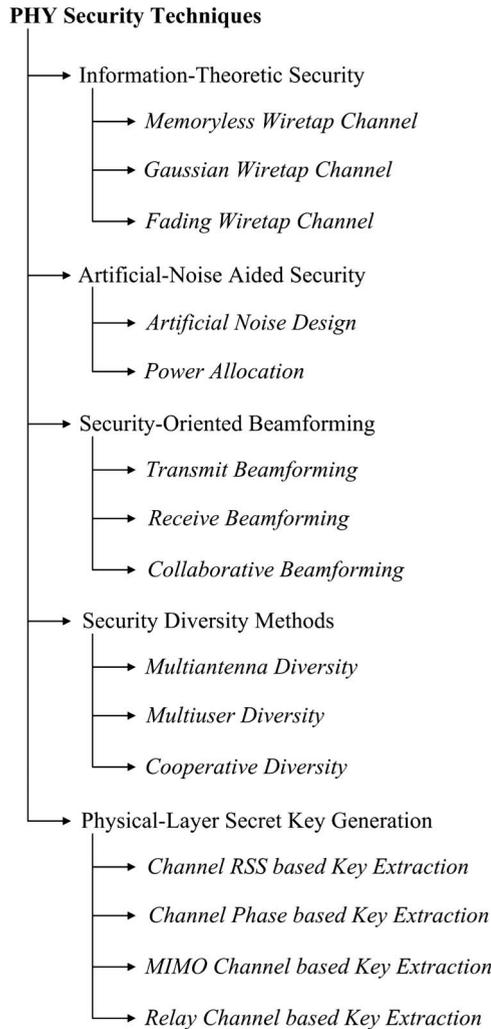 PHY Security Techniques
Information-Theoretic Security
Memoryless Wiretap Channel
Gaussian Wiretap Channel
Fading Wiretap Channel
Artificial-Noise Aided Security
Artificial Noise Design
Power Allocation
Security-Oriented Beamforming
Transmit Beamforming
Receive Beamforming
Collaborative Beamforming
Security Diversity Methods
Multiantenna Diversity
Multiuser Diversity
Cooperative Diversity
Physical-Layer Secret Key Generation
Channel RSS based Key Extraction
Channel Phase based Key Extraction
MIMO Channel based Key Extraction
Relay Channel based Key Extraction